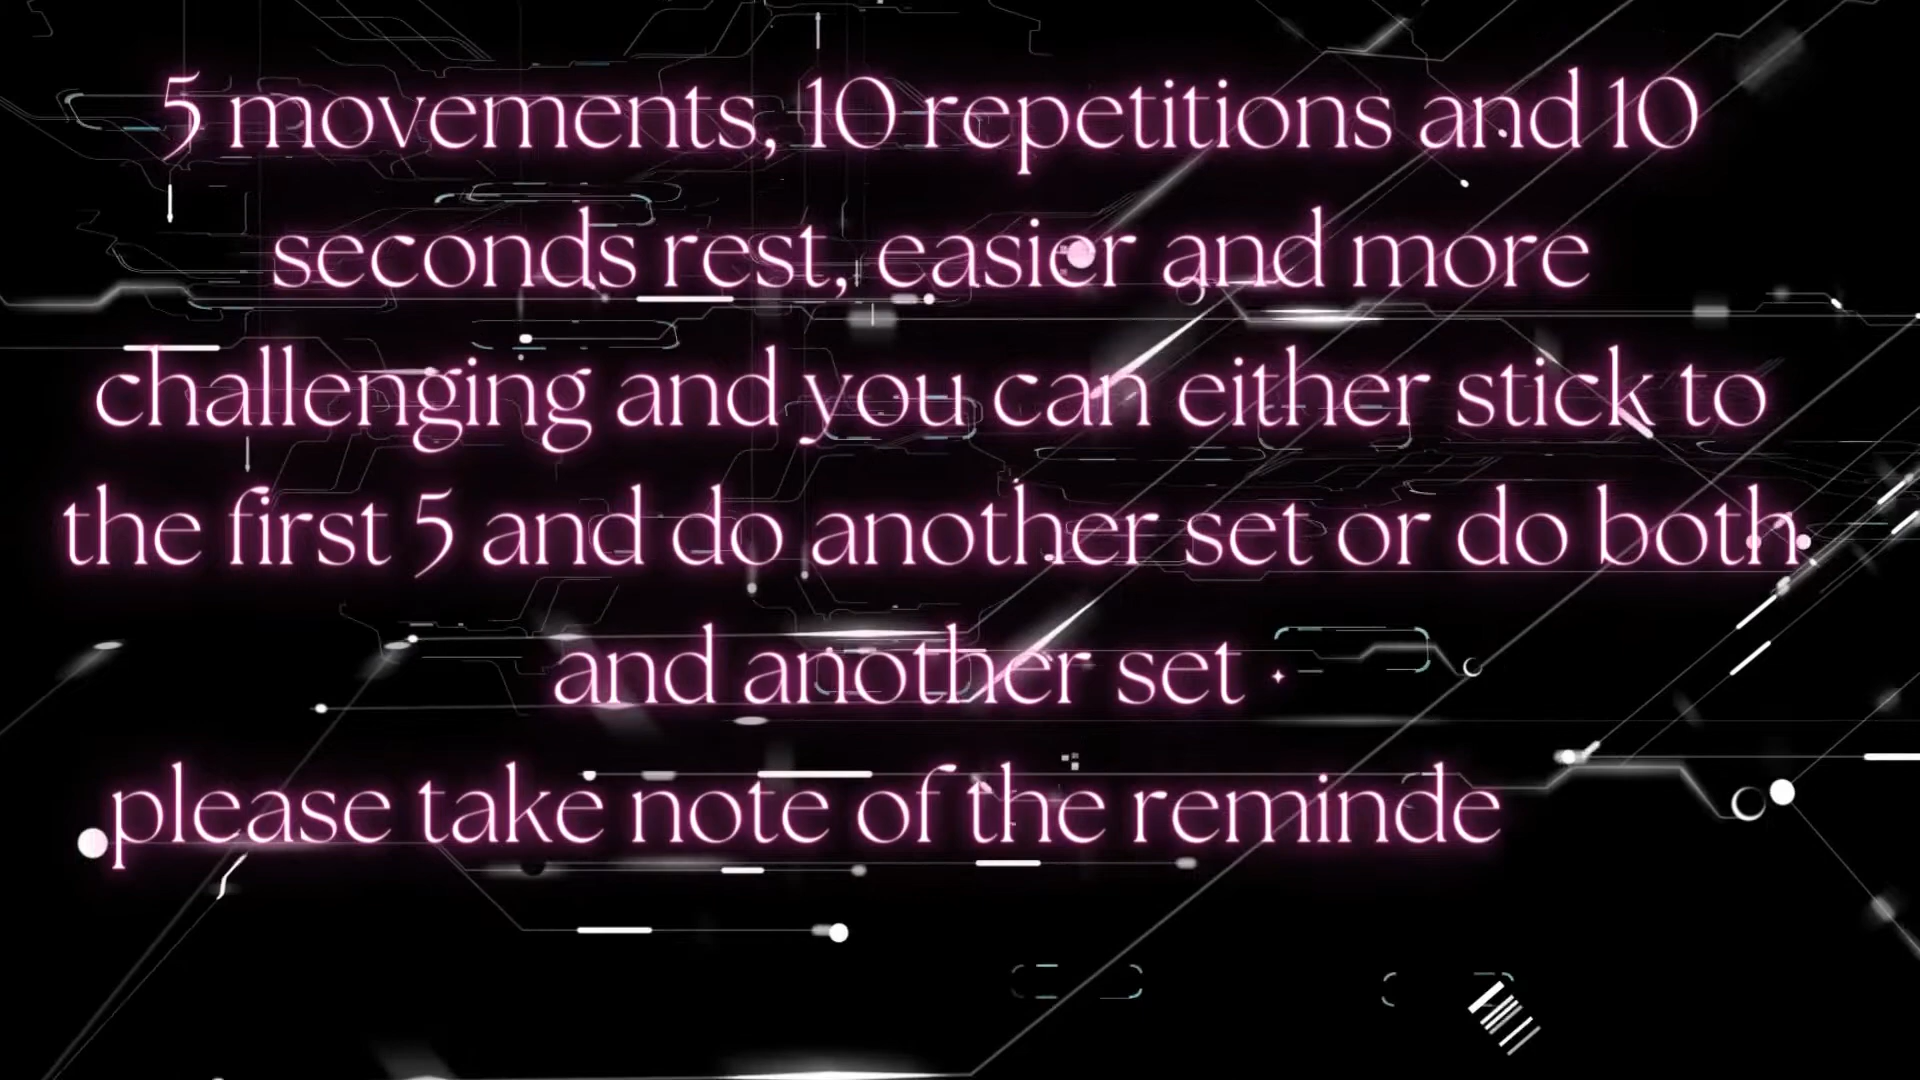 5 movements, 10 repetitions and 10
seconds rest, easier and more
challenging and you can either stick to
the first 5 and do another set or do both
and another set
please take note of the reminde